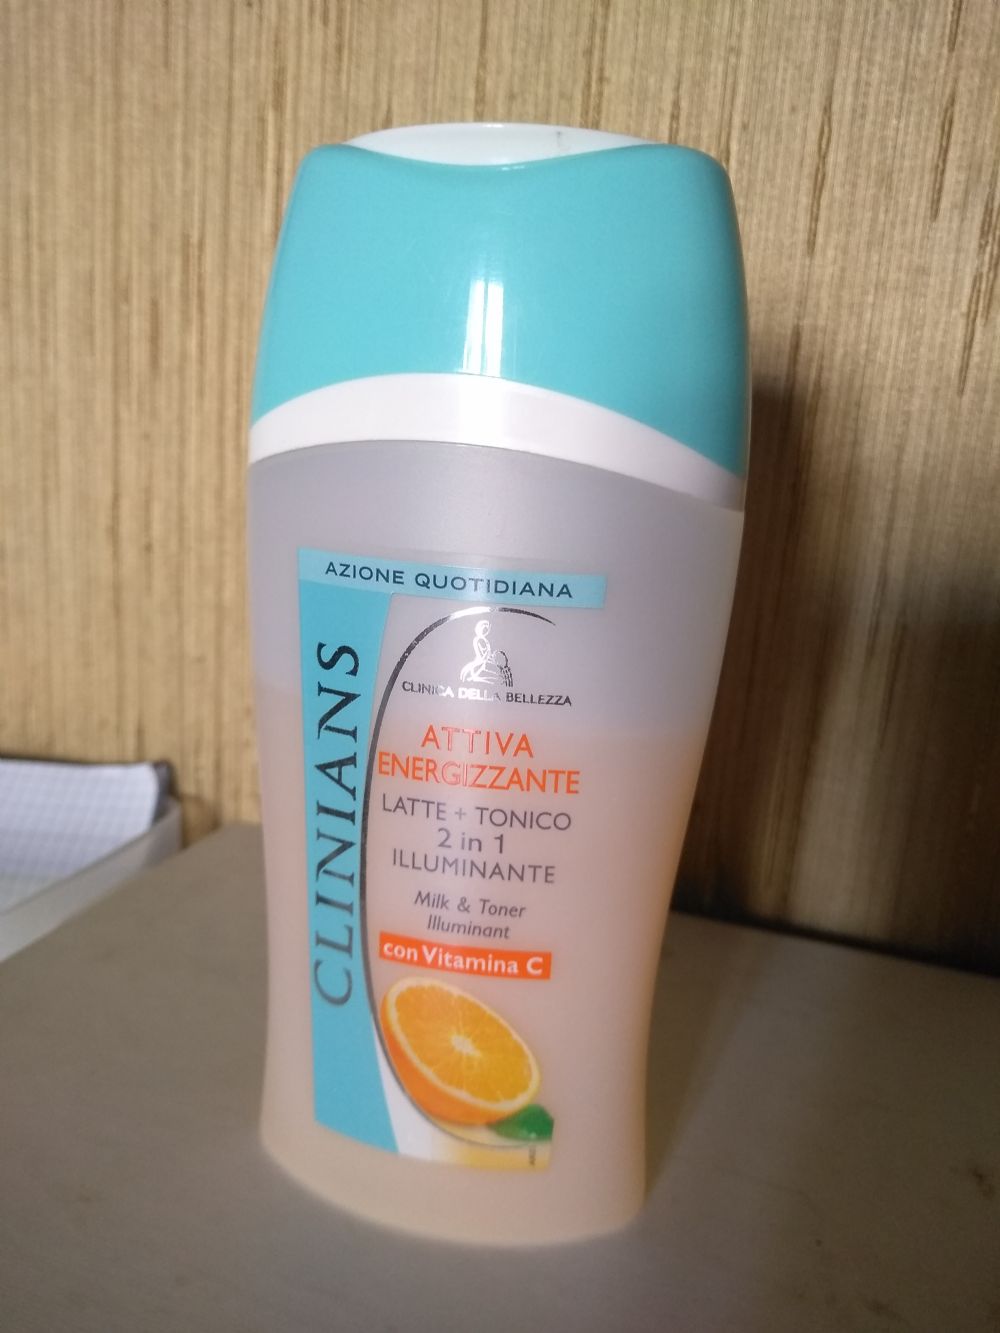 AZIONE QUOTIDIANA
CLINIANS
CLINICA DELLA BELLEZZA
ATTIVA
ENERGIZZANTE
LATTE + TONICO
2 in 1
ILLUMINANTE
Milk & Toner
Illuminant
con Vitamina C